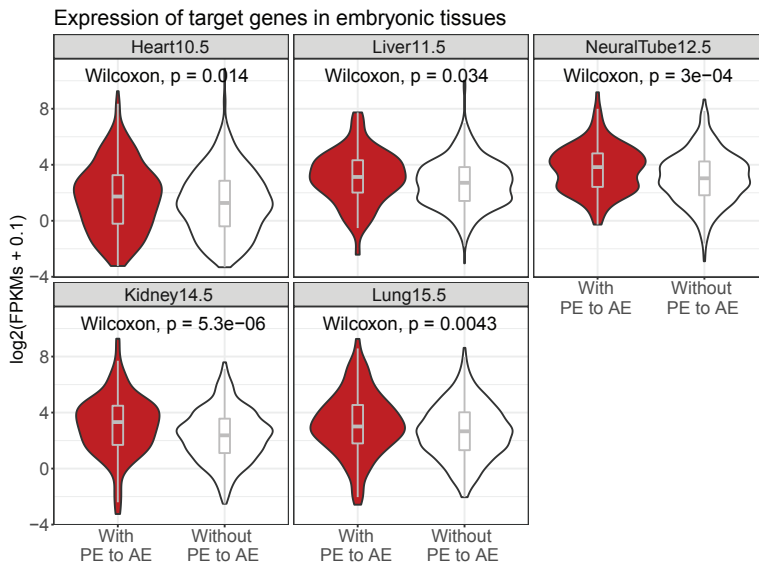 Expression of target genes in embryonic tissues
Heart10.5
Liver11.5
NeuralTube12.5
Wilcoxon, p = 0.014
Wilcoxon, p = 0.034
Wilcoxon, p = 3e−04
8
4
0
−4
With
PE to AE
Without
PE to AE
Kidney14.5
Lung15.5
Wilcoxon, p = 5.3e−06
Wilcoxon, p = 0.0043
8
4
0
−4
log2(FPKMs + 0.1)
With
PE to AE
Without
PE to AE
With
PE to AE
Without
PE to AE